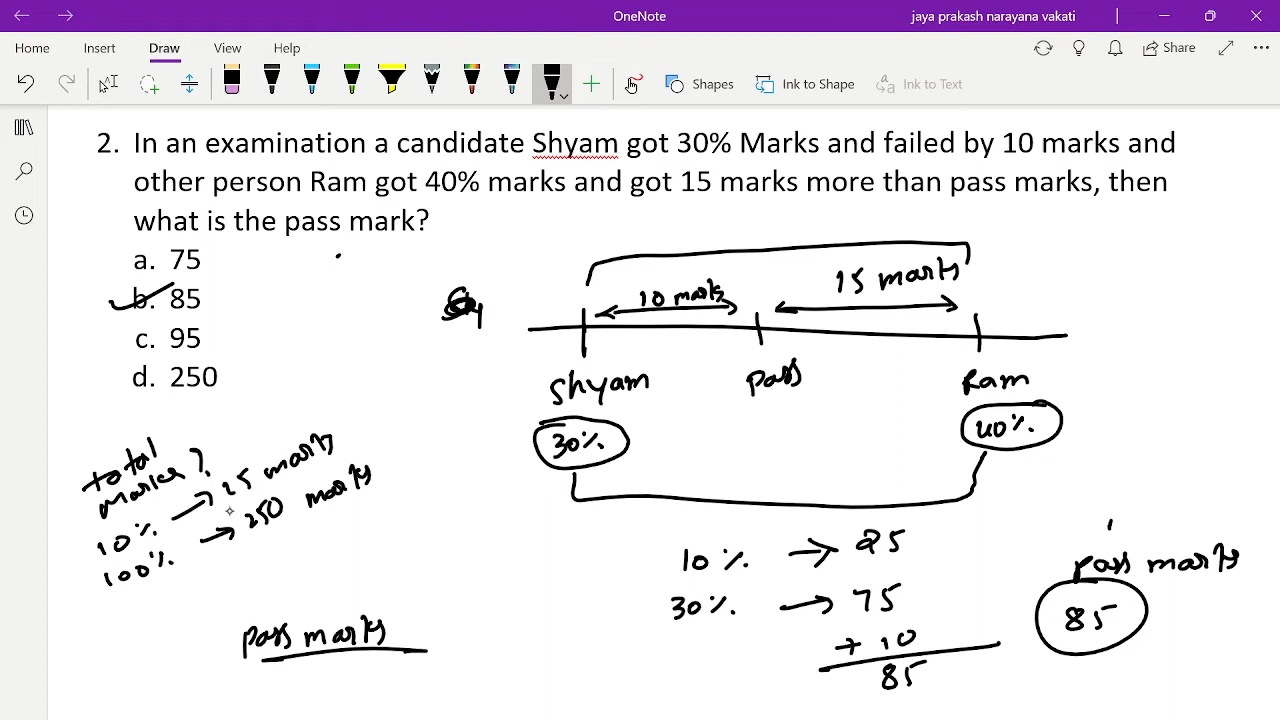 OneNote
jaya prakash narayana vakati
Home Insert Draw View Help
Share
Shapes
Ink to Shape
Ink to Text
2. In an examination a candidate Shyam got 30% Marks and failed by 10 marks and
other person Ram got 40% marks and got 15 marks more than pass marks, then
what is the pass mark?
a. 75
b. 85
c. 95
d. 250
10 marks
15 marks
Shyam
pass
Ram
30%
40%
total
marks?
10% → 25 marks
100% → 250 marks
10% → 25
30% → 75
+ 10
85
pass marks
85
pass marks